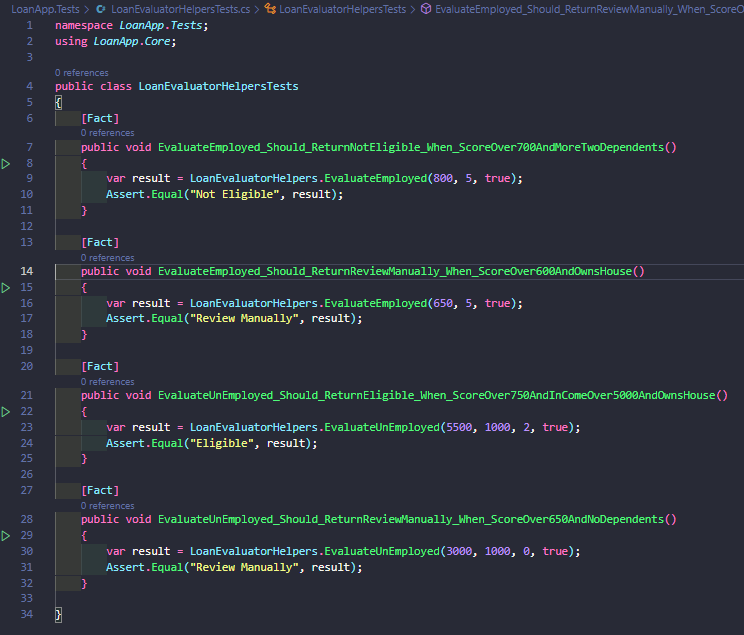 LoanApp.Tests > LoanEvaluatorHelpersTests.cs > LoanEvaluatorHelpersTests > EvaluateEmployed_Should_ReturnReviewManually_When_ScoreO
1 namespace LoanApp.Tests;
2 using LoanApp.Core;
3
0 references
4 public class LoanEvaluatorHelpersTests
5 {
6 [Fact]
0 references
7 public void EvaluateEmployed_Should_ReturnNotEligible_When_ScoreOver700AndMoreTwoDependents()
8 {
9 var result = LoanEvaluatorHelpers.EvaluateEmployed(800, 5, true);
10 Assert.Equal("Not Eligible", result);
11 }
12
13 [Fact]
0 references
14 public void EvaluateEmployed_Should_ReturnReviewManually_When_ScoreOver600AndOwnsHouse()
15 {
16 var result = LoanEvaluatorHelpers.EvaluateEmployed(650, 5, true);
17 Assert.Equal("Review Manually", result);
18 }
19
20 [Fact]
0 references
21 public void EvaluateUnEmployed_Should_ReturnEligible_When_ScoreOver750AndInComeOver5000AndOwnsHouse()
22 {
23 var result = LoanEvaluatorHelpers.EvaluateUnEmployed(5500, 1000, 2, true);
24 Assert.Equal("Eligible", result);
25 }
26
27 [Fact]
0 references
28 public void EvaluateUnEmployed_Should_ReturnReviewManually_When_ScoreOver650AndNoDependents()
29 {
30 var result = LoanEvaluatorHelpers.EvaluateUnEmployed(3000, 1000, 0, true);
31 Assert.Equal("Review Manually", result);
32 }
33
34 }